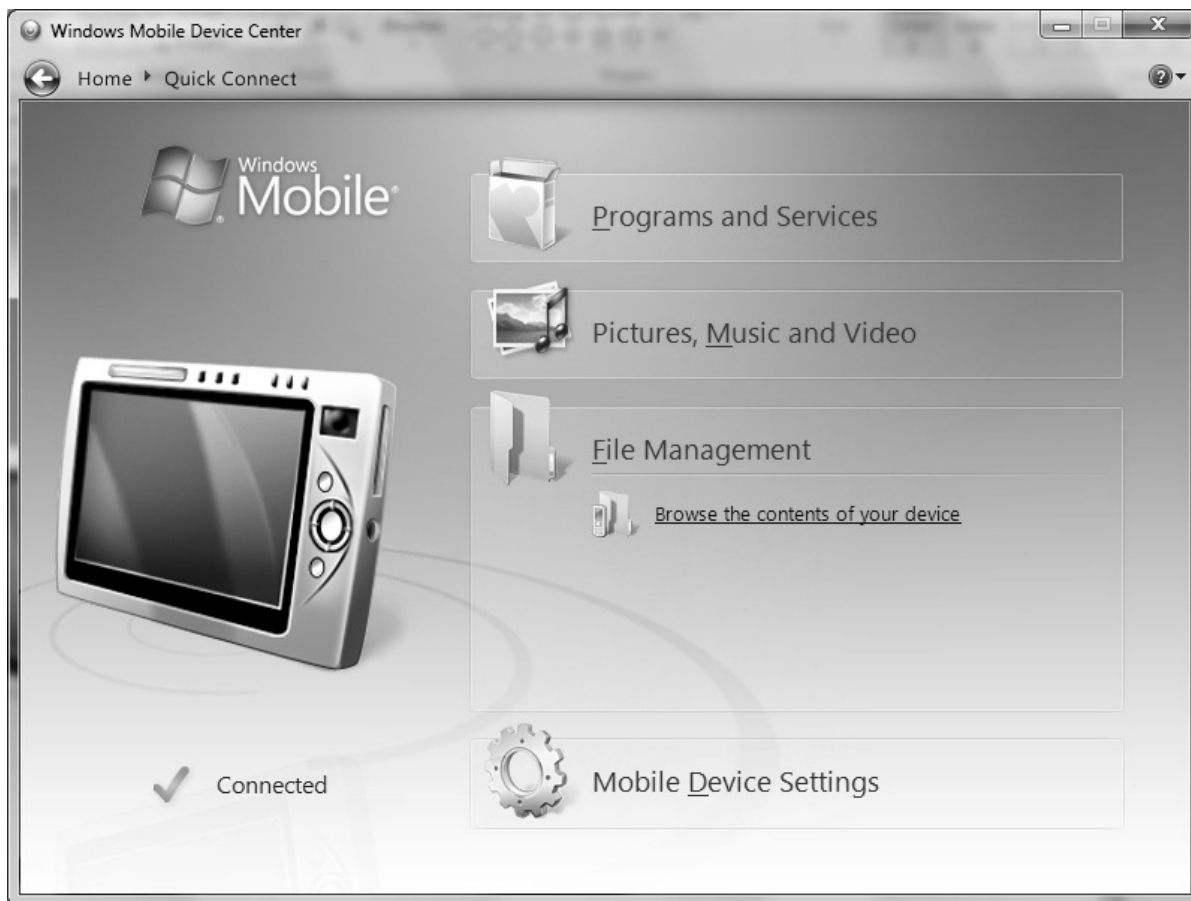 Windows Mobile Device Center
Home ‣ Quick Connect
Windows
Mobile®
Programs and Services
Pictures, Music and Video
File Management
Browse the contents of your device
Connected
Mobile Device Settings